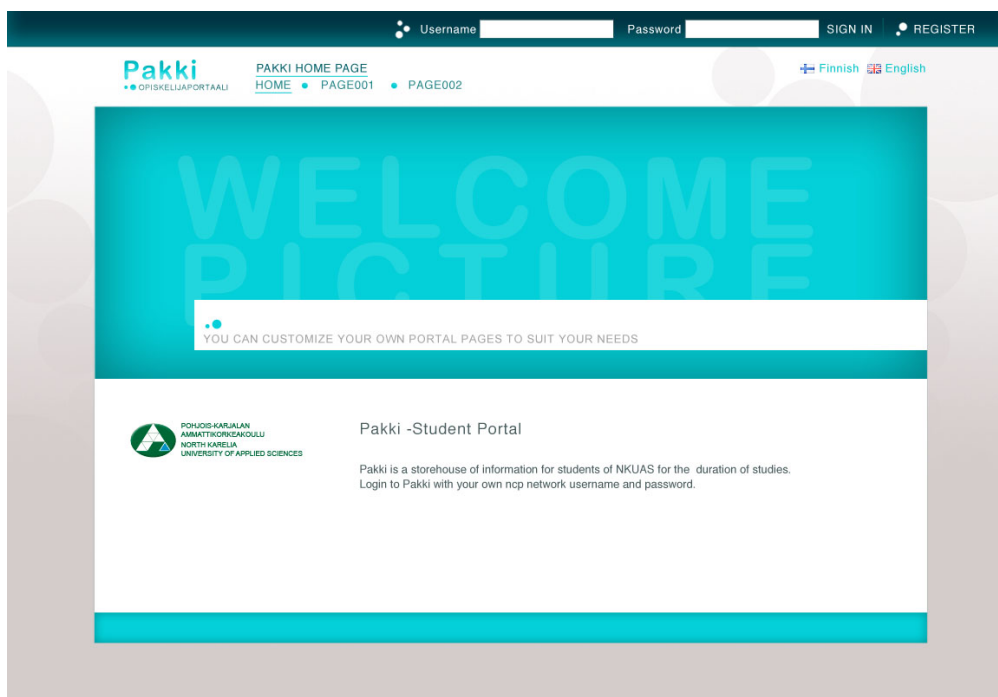 Username Password SIGN IN REGISTER
Pakki
OPISKELIJAPORTAALI
PAKKI HOME PAGE
HOME PAGE001 PAGE002
Finnish English
WELCOME
PICTURE
YOU CAN CUSTOMIZE YOUR OWN PORTAL PAGES TO SUIT YOUR NEEDS
POHJOIS-KARJALAN
AMMATTIKORKEAKOULU
NORTH KARELIA
UNIVERSITY OF APPLIED SCIENCES
Pakki -Student Portal
Pakki is a storehouse of information for students of NKUAS for the duration of studies.
Login to Pakki with your own ncp network username and password.